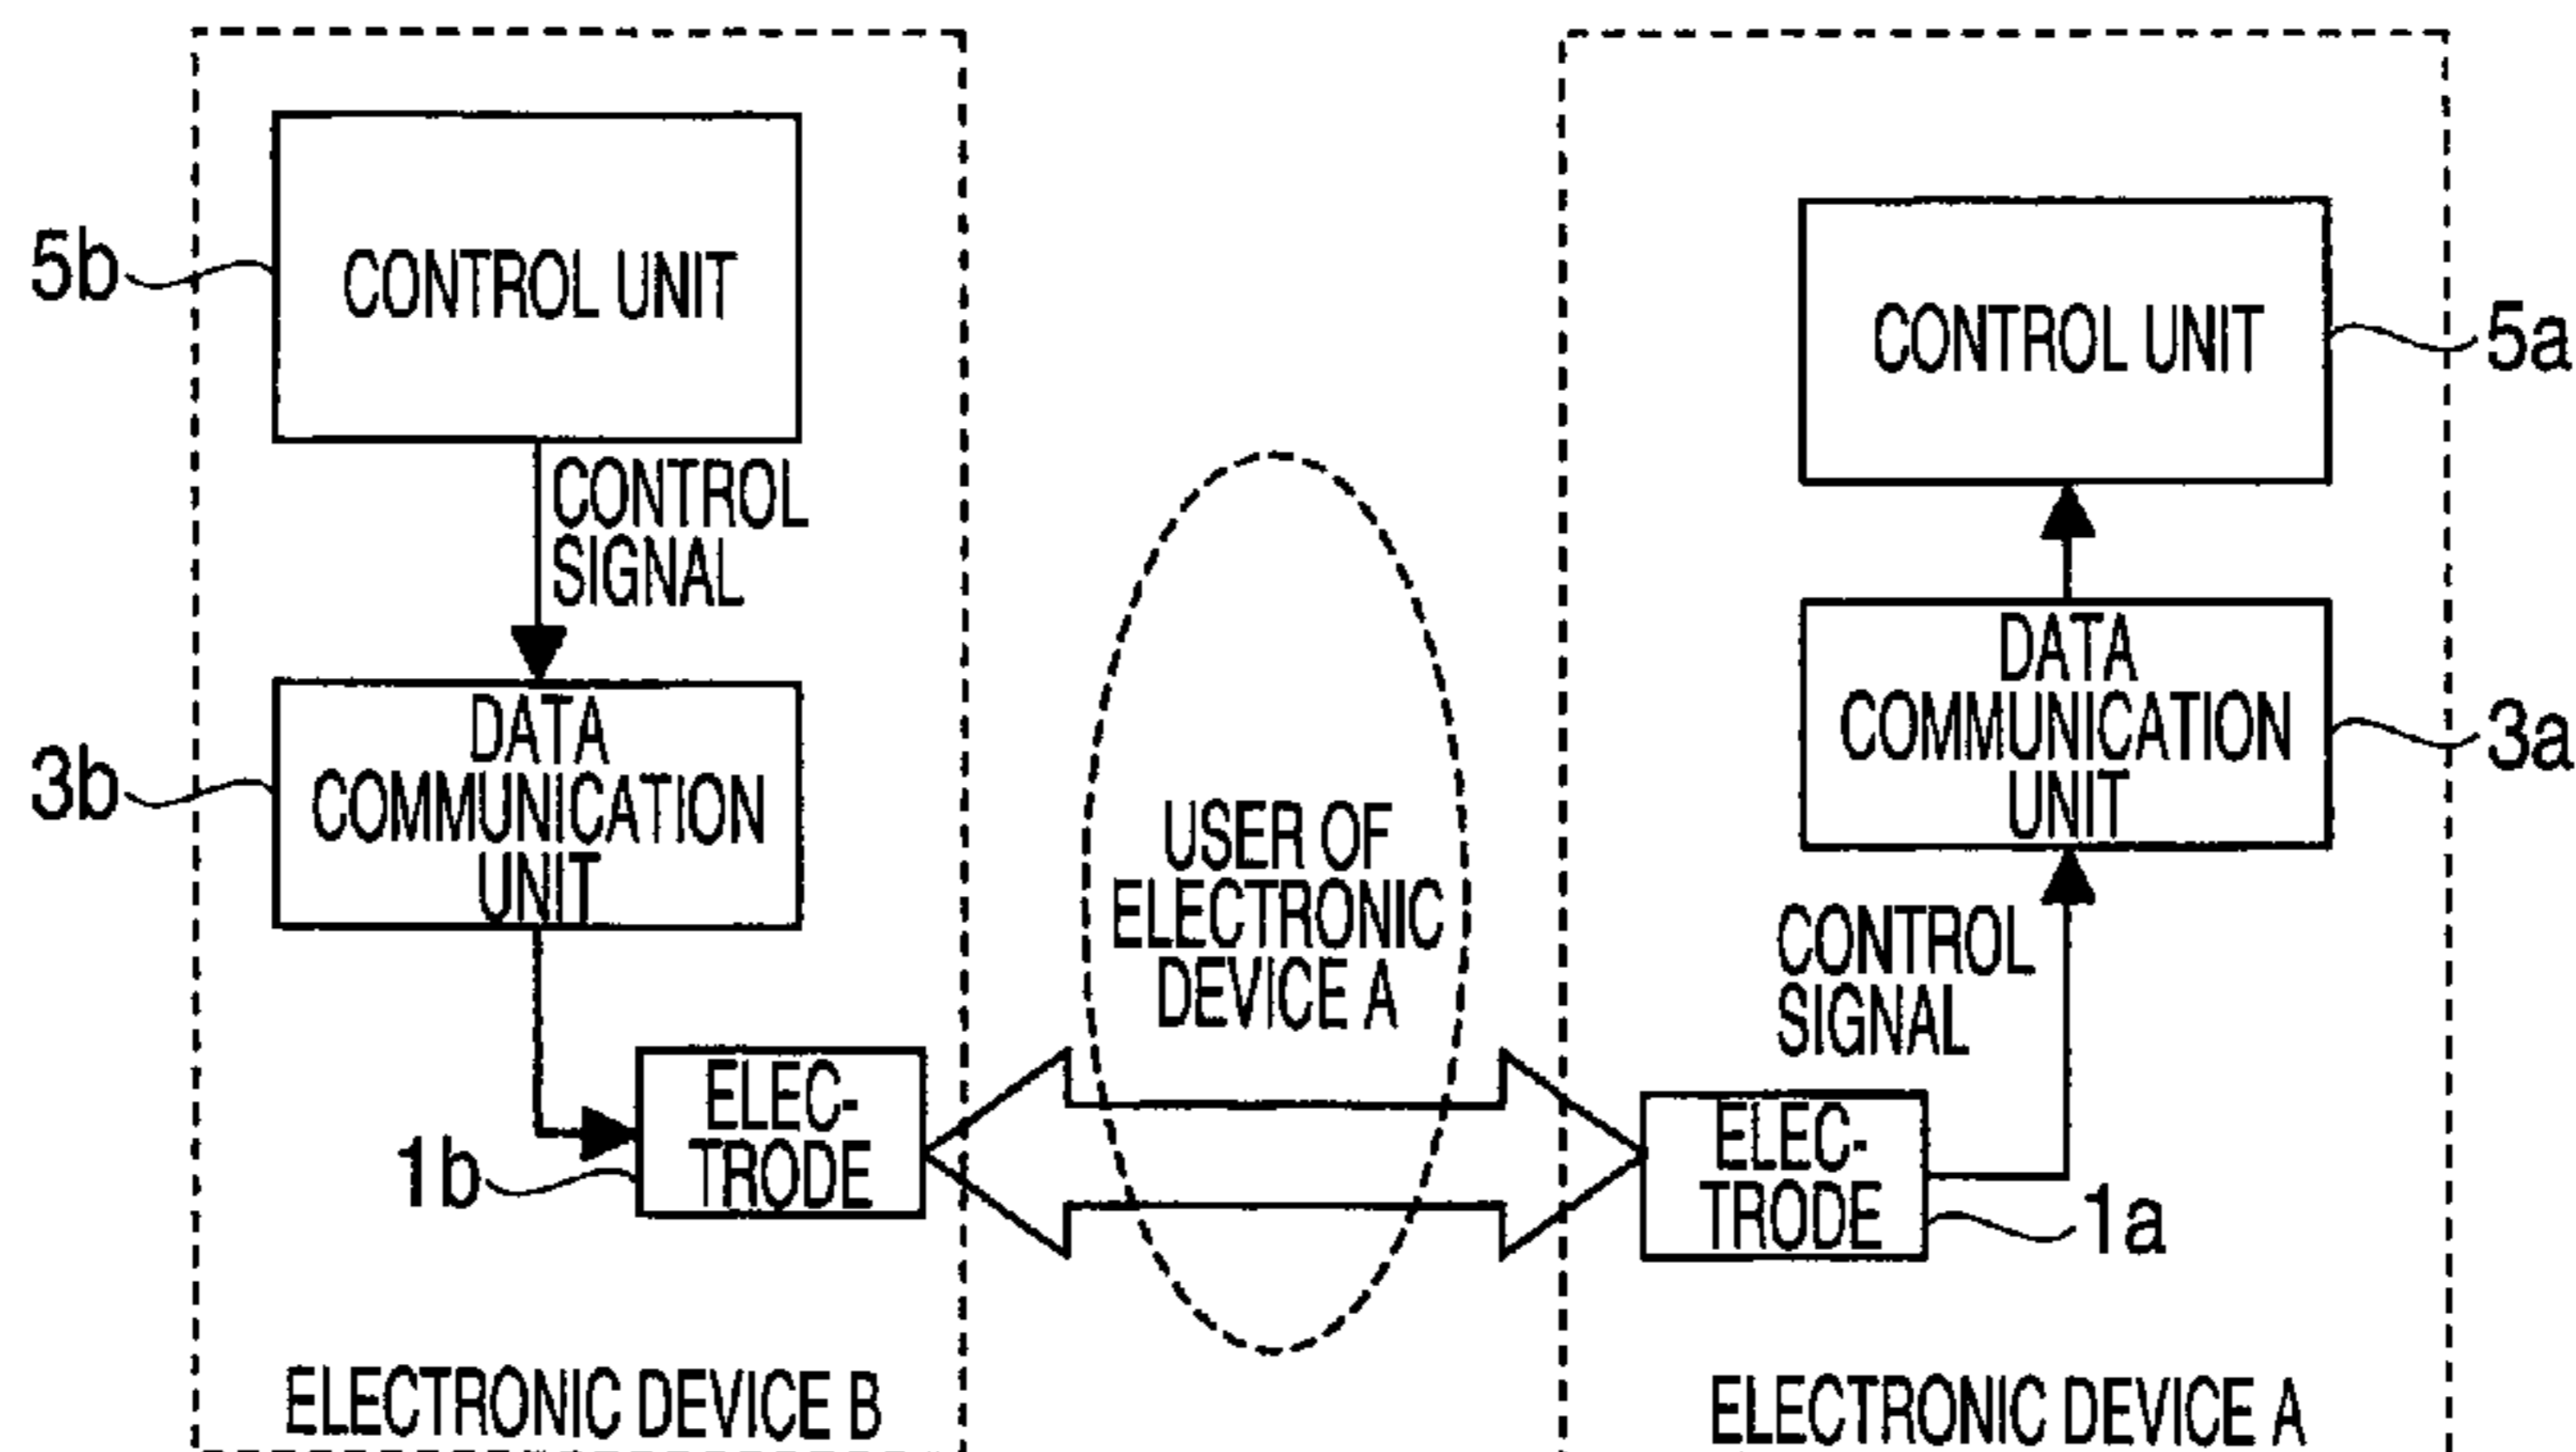 5b
CONTROL UNIT
CONTROL
SIGNAL
3b
DATA
COMMUNICATION
UNIT
1b
ELEC-
TRODE
ELECTRONIC DEVICE B
USER OF
ELECTRONIC
DEVICE A
CONTROL UNIT
5a
DATA
COMMUNICATION
UNIT
3a
CONTROL
SIGNAL
ELEC-
TRODE
1a
ELECTRONIC DEVICE A